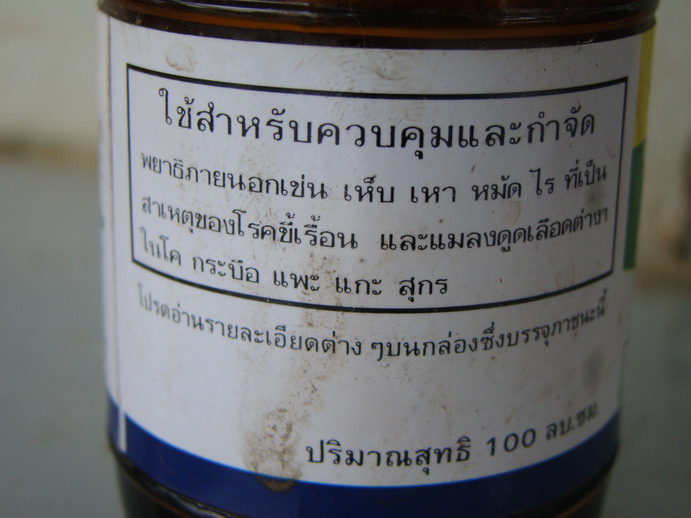 ใช้สำหรับควบคุมและกำจัด
พยาธิภายนอกเช่น เห็บ เหา หมัด ไร ที่เป็น
สาเหตุของโรคขี้เรื้อน และแมลงดูดเลือดต่างๆ
ในโค กระบือ แพะ แกะ สุกร
โปรดอ่านรายละเอียดต่าง ๆบนกล่องซึ่งบรรจุภาชนะนี้
ปริมาณสุทธิ 100 ลบ.ซม.